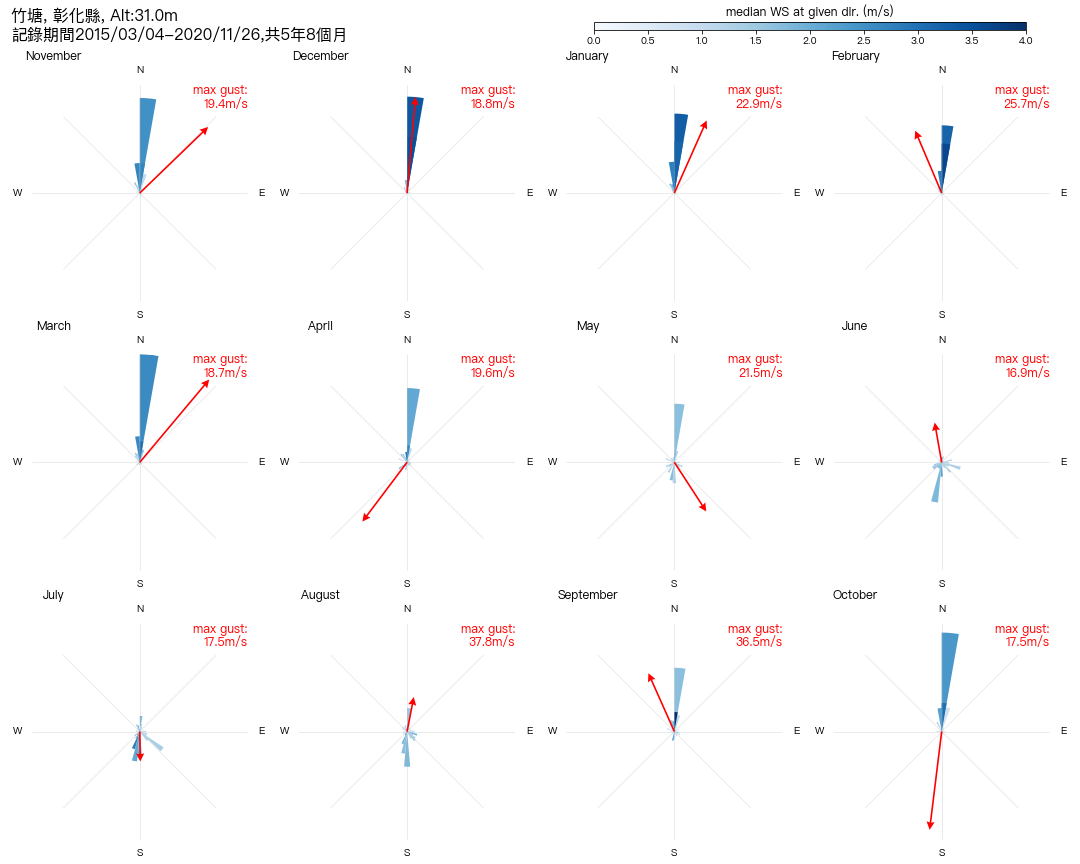 竹塘, 彰化縣, Alt:31.0m
記錄期間2015/03/04-2020/11/26,共5年8個月
median WS at given dir. (m/s)
0.0 0.5 1.0 1.5 2.0 2.5 3.0 3.5 4.0
November December January February
N N N N
max gust: max gust: max gust: max gust:
19.4m/s 18.8m/s 22.9m/s 25.7m/s
W E W E W E W E
S S S S
March April May June
N N N N
max gust: max gust: max gust: max gust:
18.7m/s 19.6m/s 21.5m/s 16.9m/s
W E W E W E W E
S S S S
July August September October
N N N N
max gust: max gust: max gust: max gust:
17.5m/s 37.8m/s 36.5m/s 17.5m/s
W E W E W E W E
S S S S